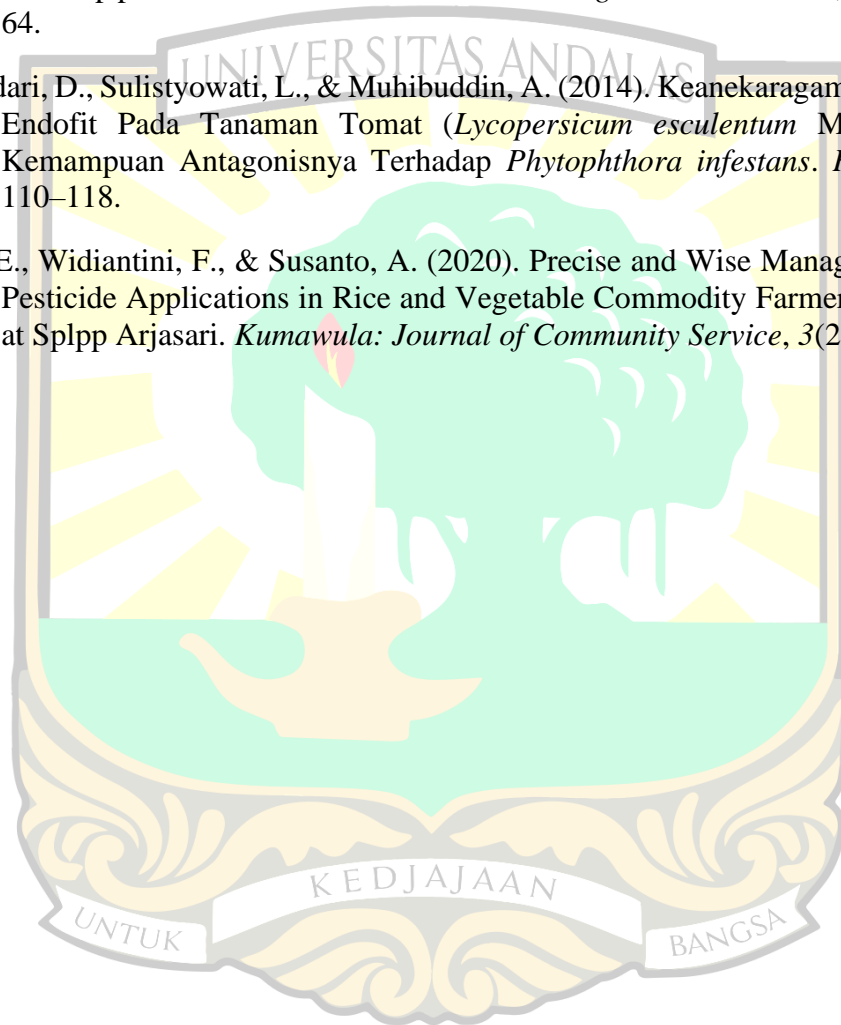 64.
UNIVERSITAS ANDALAS
dari, D., Sulistyowati, L., & Muhibuddin, A. (2014). Keanekaragam
Endofit Pada Tanaman Tomat (Lycopersicum esculentum M
Kemampuan Antagonisnya Terhadap Phytophthora infestans.
110–118.
E., Widiantini, F., & Susanto, A. (2020). Precise and Wise Manag
Pesticide Applications in Rice and Vegetable Commodity Farmer
at Splpp Arjasari. Kumawula: Journal of Community Service, 3(2
KEDJAJAAN
UNTUK
BANGSA